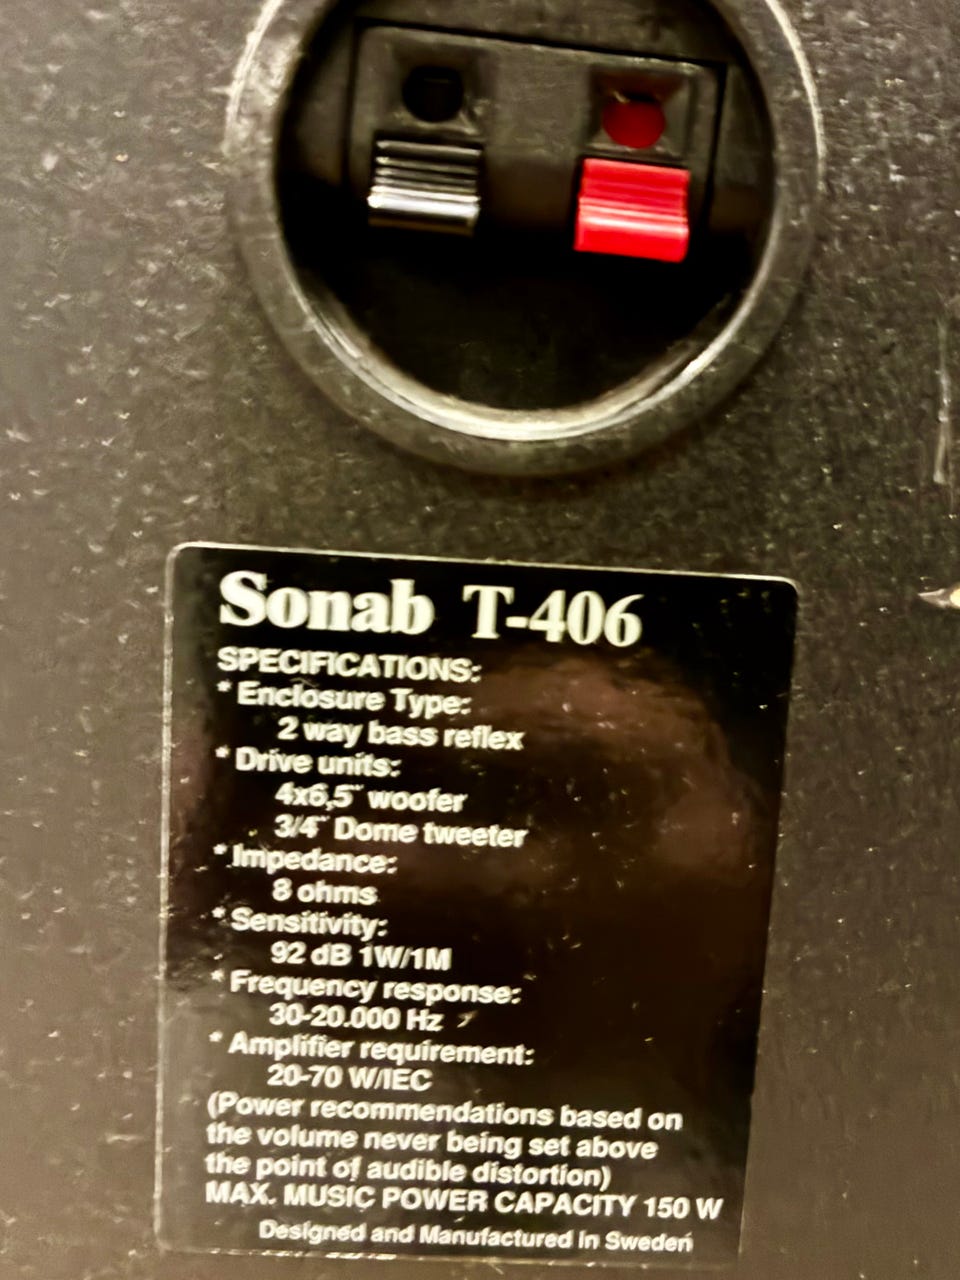 Sonab T-406
SPECIFICATIONS:
* Enclosure Type:
2 way bass reflex
* Drive units:
4x6,5¨ woofer
3/4¨ Dome tweeter
* Impedance:
8 ohms
* Sensitivity:
92 dB 1W/1M
* Frequency response:
30-20.000 Hz
* Amplifier requirement:
20-70 W/IEC
(Power recommendations based on
the volume never being set above
the point of audible distortion)
MAX. MUSIC POWER CAPACITY 150 W
Designed and Manufactured in Sweden